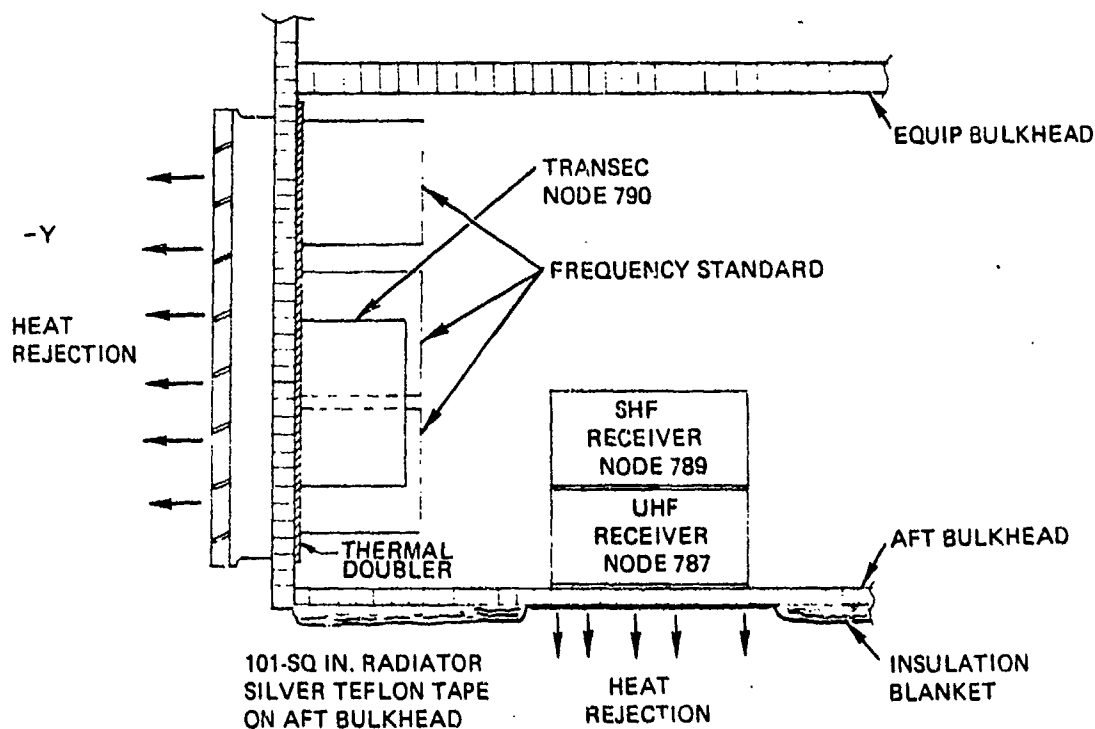 EQUIP BULKHEAD
TRANSEC
NODE 790
-Y
FREQUENCY STANDARD
HEAT
REJECTION
SHF
RECEIVER
NODE 789
UHF
RECEIVER
NODE 787
THERMAL
DOUBLER
AFT BULKHEAD
101-SQ IN. RADIATOR
SILVER TEFLON TAPE
ON AFT BULKHEAD
HEAT
REJECTION
INSULATION
BLANKET